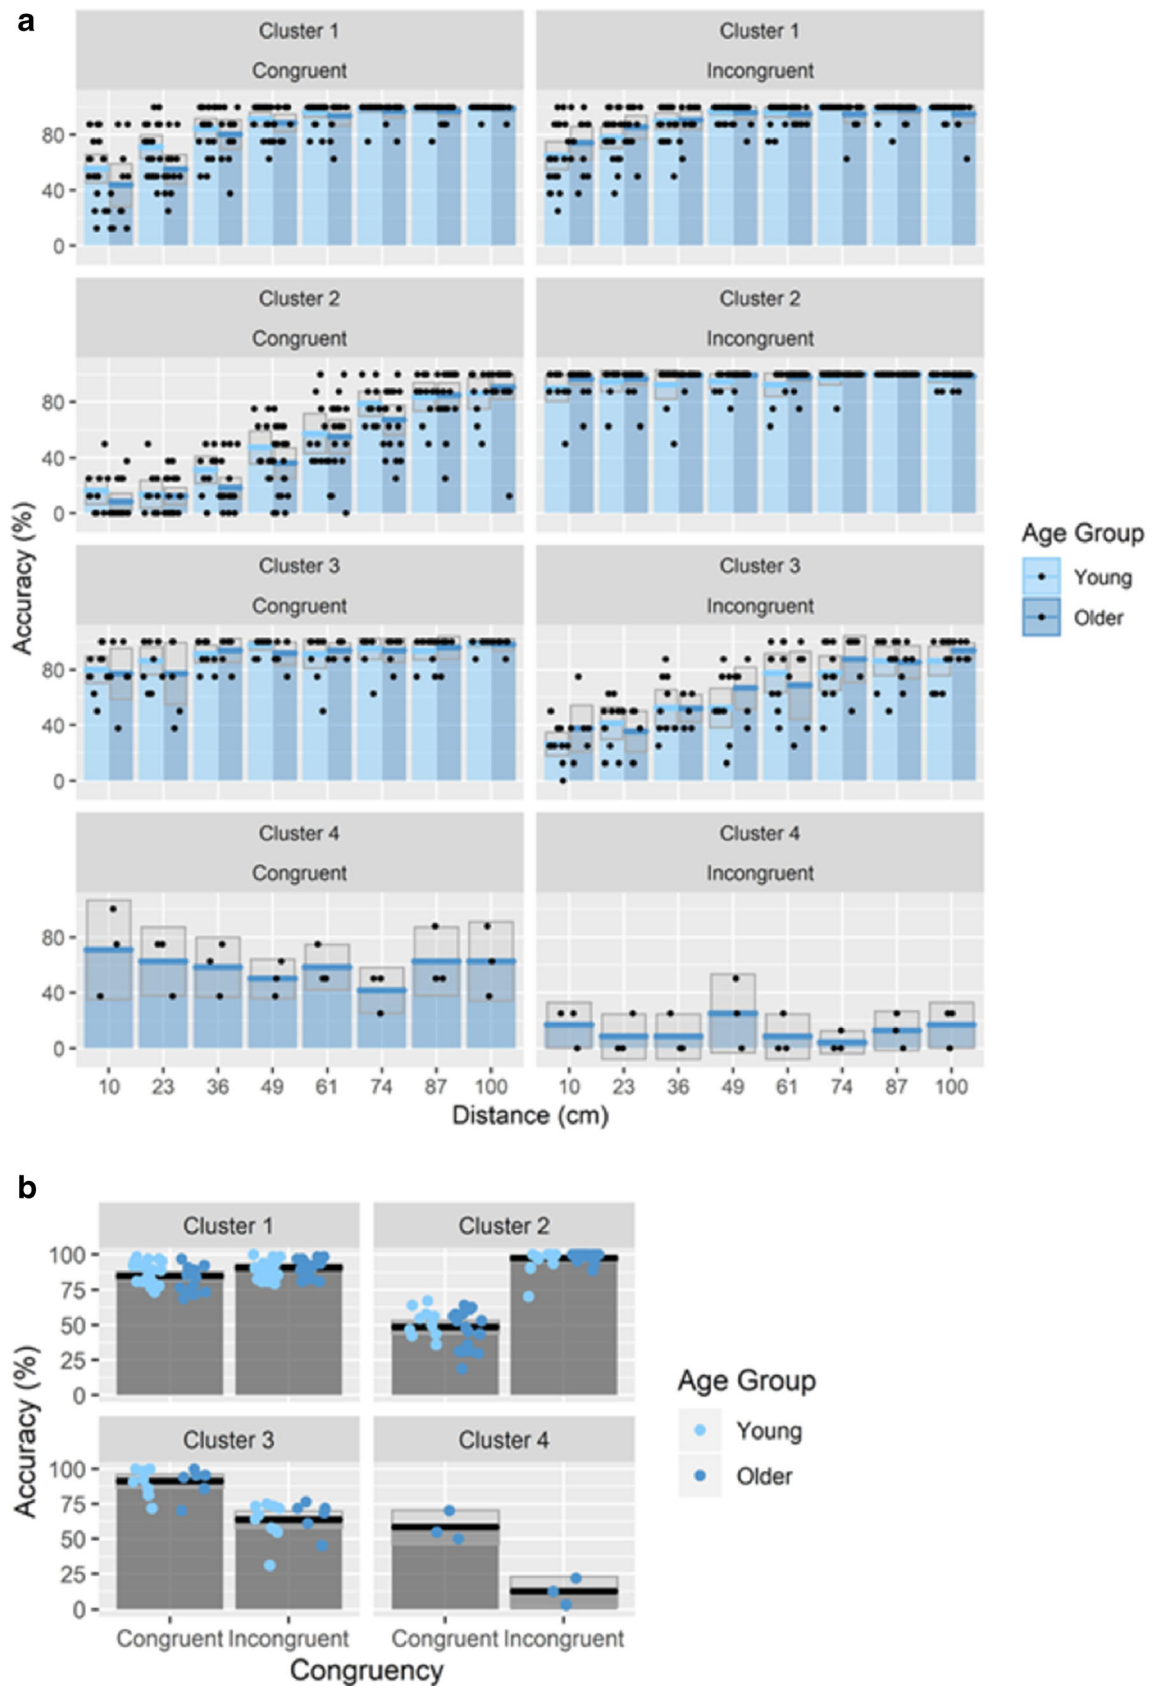 a
Cluster 1
Congruent
Cluster 1
Incongruent
80
40
0
Cluster 2
Congruent
Cluster 2
Incongruent
80
40
0
Cluster 3
Congruent
Cluster 3
Incongruent
80
40
0
Cluster 4
Congruent
Cluster 4
Incongruent
80
40
0
10 23 36 49 61 74 87 100
10 23 36 49 61 74 87 100
Distance (cm)
Accuracy (%)
Age Group
Young
Older
b
Cluster 1
Cluster 2
100
75
50
25
0
Cluster 3
Cluster 4
100
75
50
25
0
Congruent Incongruent
Congruent Incongruent
Congruency
Accuracy (%)
Age Group
Young
Older